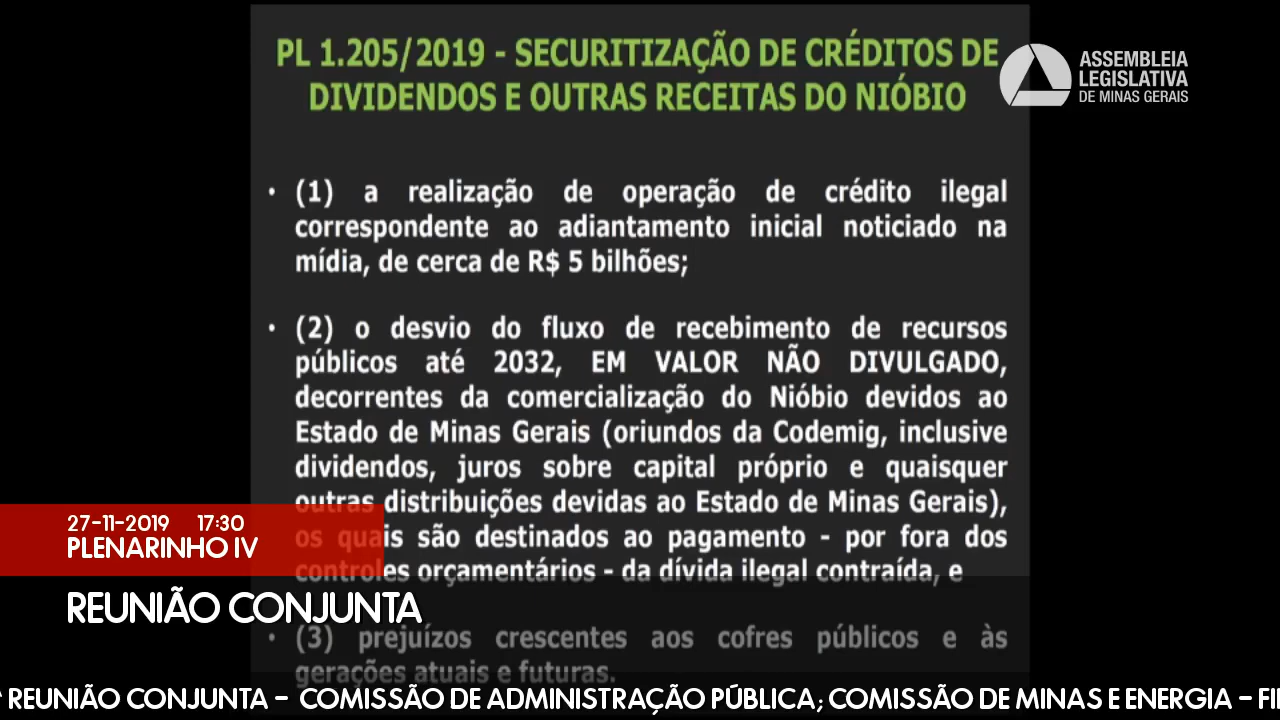 PL 1.205/2019 - SECURITIZAÇÃO DE CRÉDITOS DE
DIVIDENDOS E OUTRAS RECEITAS DO NIÓBIO
ASSEMBLEIA
LEGISLATIVA
DE MINAS GERAIS
• (1) a realização de operação de crédito ilegal
correspondente ao adiantamento inicial noticiado na
mídia, de cerca de R$ 5 bilhões;
• (2) o desvio do fluxo de recebimento de recursos
públicos até 2032, EM VALOR NÃO DIVULGADO,
decorrentes da comercialização do Nióbio devidos ao
Estado de Minas Gerais (oriundos da Codemig, inclusive
dividendos, juros sobre capital próprio e quaisquer
outras distribuições devidas ao Estado de Minas Gerais),
os quais são destinados ao pagamento - por fora dos
controles orçamentários - da dívida ilegal contraída, e
• (3) prejuízos crescentes aos cofres públicos e às
gerações atuais e futuras.
27-11-2019 17:30
PLENARINHO IV
REUNIÃO CONJUNTA
REUNIÃO CONJUNTA - COMISSÃO DE ADMINISTRAÇÃO PÚBLICA; COMISSÃO DE MINAS E ENERGIA - FI